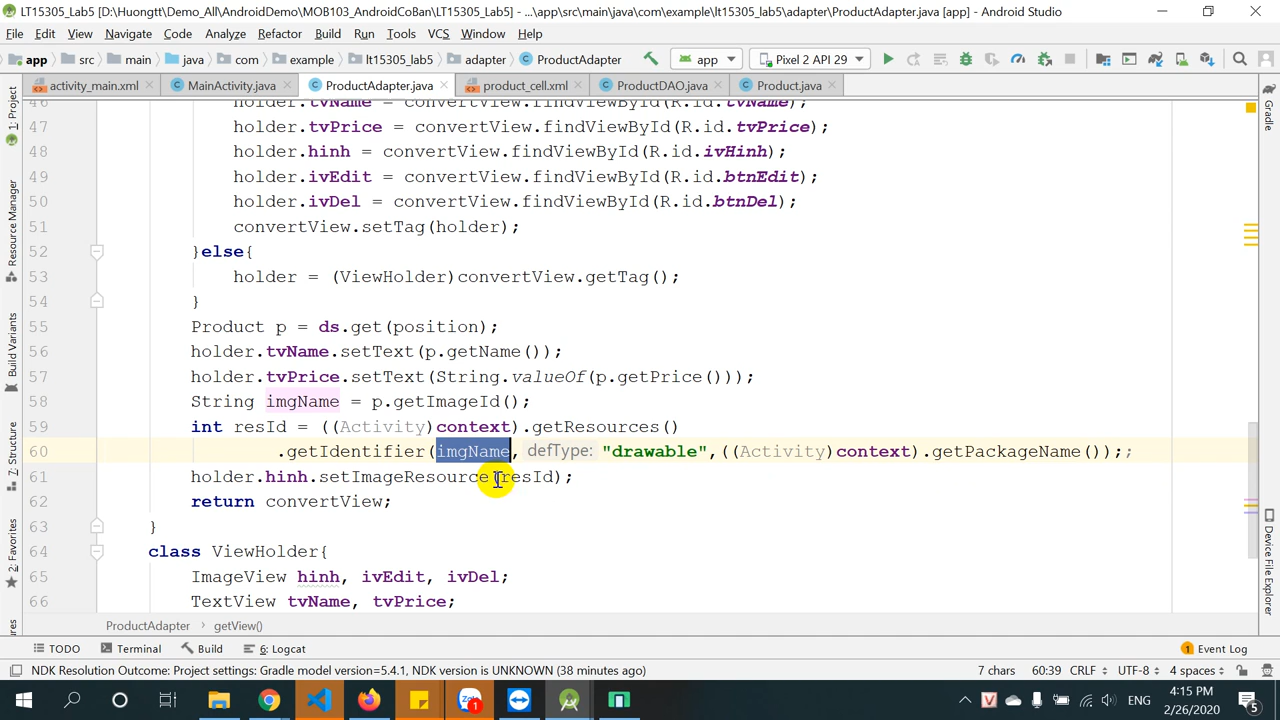 LT15305_Lab5 [D:\Huongtt\Demo_All\AndroidDemo\MOB103_AndroidCoBan\LT15305_Lab5] - ...\app\src\main\java\com\example\lt15305_lab5\adapter\ProductAdapter.java [app] - Android Studio
File Edit View Navigate Code Analyze Refactor Build Run Tools VCS Window Help
app src main java com example lt15305_lab5 adapter ProductAdapter app Pixel 2 API 29
activity_main.xml MainActivity.java ProductAdapter.java product_cell.xml ProductDAO.java Product.java
46 holder.tvName = convertView.findViewById(R.id.tvName);
47 holder.tvPrice = convertView.findViewById(R.id.tvPrice);
48 holder.hinh = convertView.findViewById(R.id.ivHinh);
49 holder.ivEdit = convertView.findViewById(R.id.btnEdit);
50 holder.ivDel = convertView.findViewById(R.id.btnDel);
51 convertView.setTag(holder);
52 }else{
53 holder = (ViewHolder)convertView.getTag();
54 }
55 Product p = ds.get(position);
56 holder.tvName.setText(p.getName());
57 holder.tvPrice.setText(String.valueOf(p.getPrice()));
58 String imgName = p.getImageId();
59 int resId = ((Activity)context).getResources()
60 .getIdentifier(imgName, defType: "drawable",((Activity)context).getPackageName());;
61 holder.hinh.setImageResource(resId);
62 return convertView;
63 }
64 class ViewHolder{
65 ImageView hinh, ivEdit, ivDel;
66 TextView tvName, tvPrice;
ProductAdapter getView()
1: Project
Resource Manager
Build Variants
7: Structure
2: Favorites
Gradle
Device File Explorer
TODO Terminal Build 6: Logcat 1 Event Log
NDK Resolution Outcome: Project settings: Gradle model version=5.4.1, NDK version is UNKNOWN (38 minutes ago) 7 chars 60:39 CRLF UTF-8 4 spaces
ENG 4:15 PM
2/26/2020 5